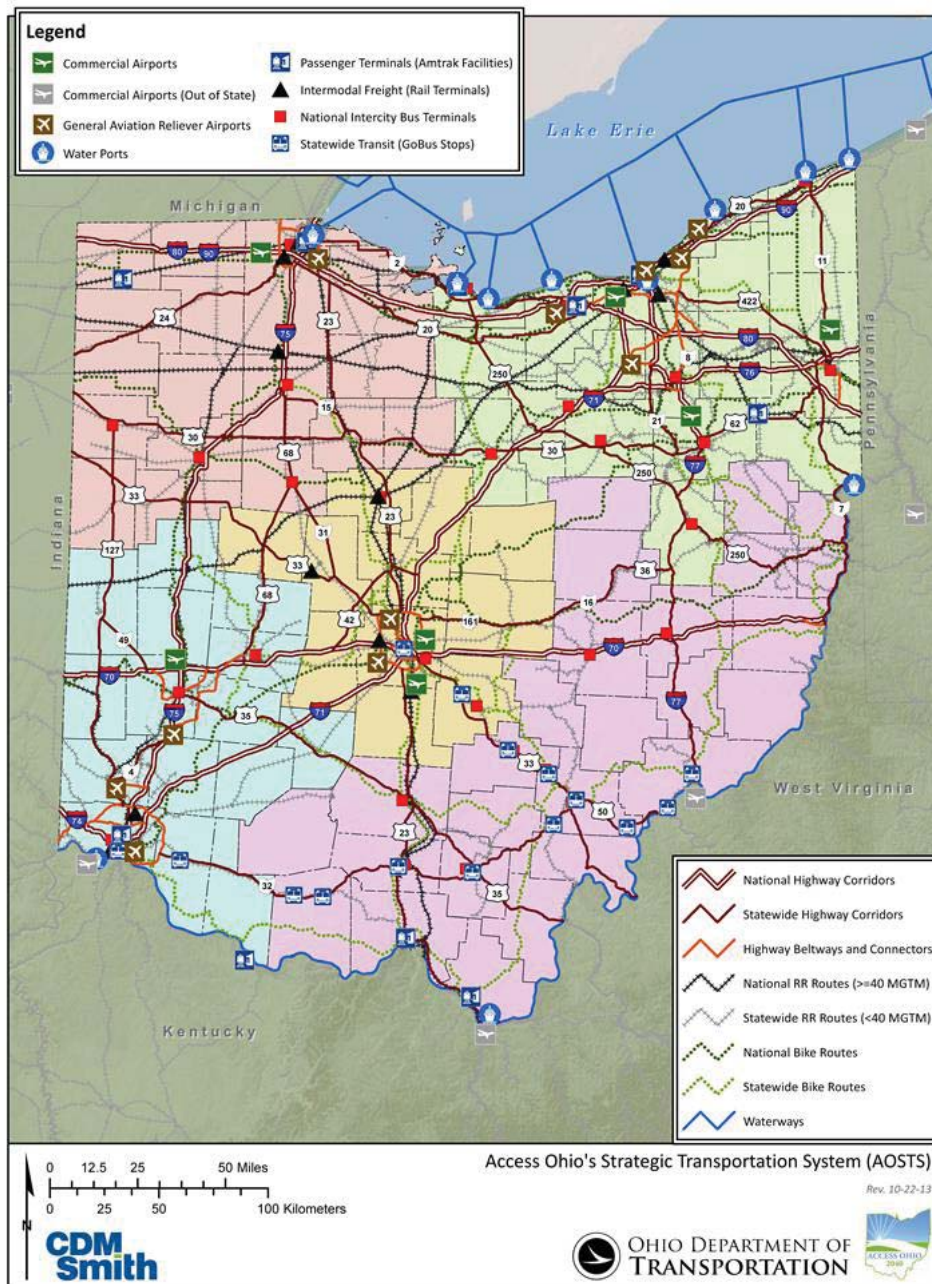 Legend
Commercial Airports
Commercial Airports (Out of State)
General Aviation Reliever Airports
Water Ports
Passenger Terminals (Amtrak Facilities)
Intermodal Freight (Rail Terminals)
National Intercity Bus Terminals
Statewide Transit (GoBus Stops)
Lake Erie
Michigan
20
90
80
90
2
11
24
23
422
75
20
Pennsylvania
80
250
8
76
15
71
21
62
30
68
30
250
77
33
23
7
Indiana
31
127
33
250
36
68
42
16
161
49
70
70
35
71
77
75
33
4
West Virginia
50
74
23
32
35
Kentucky
National Highway Corridors
Statewide Highway Corridors
Highway Beltways and Connectors
National RR Routes (>=40 MGTM)
Statewide RR Routes (<40 MGTM)
National Bike Routes
Statewide Bike Routes
Waterways
0 12.5 25 50 Miles
0 25 50 100 Kilometers
N
Access Ohio's Strategic Transportation System (AOSTS)
Rev. 10-22-13
CDM
Smith
OHIO DEPARTMENT OF
TRANSPORTATION
ACCESS OHIO
2040